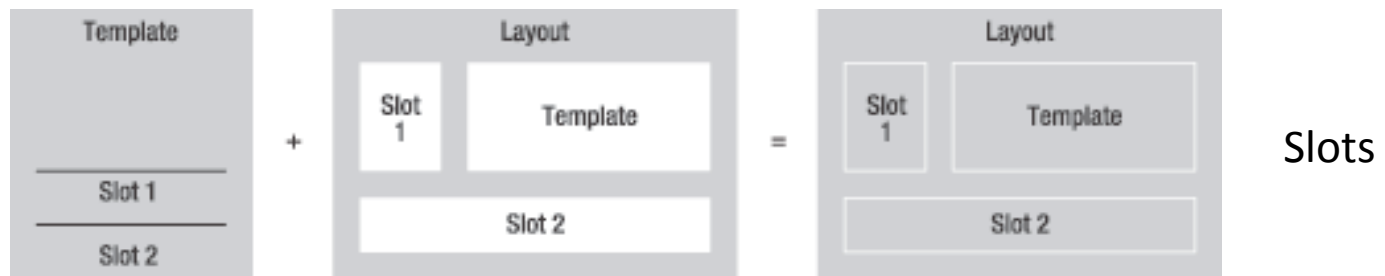 Template
Slot 1
Slot 2
+
Layout
Slot
1
Template
Slot 2
=
Layout
Slot
1
Template
Slot 2
Slots